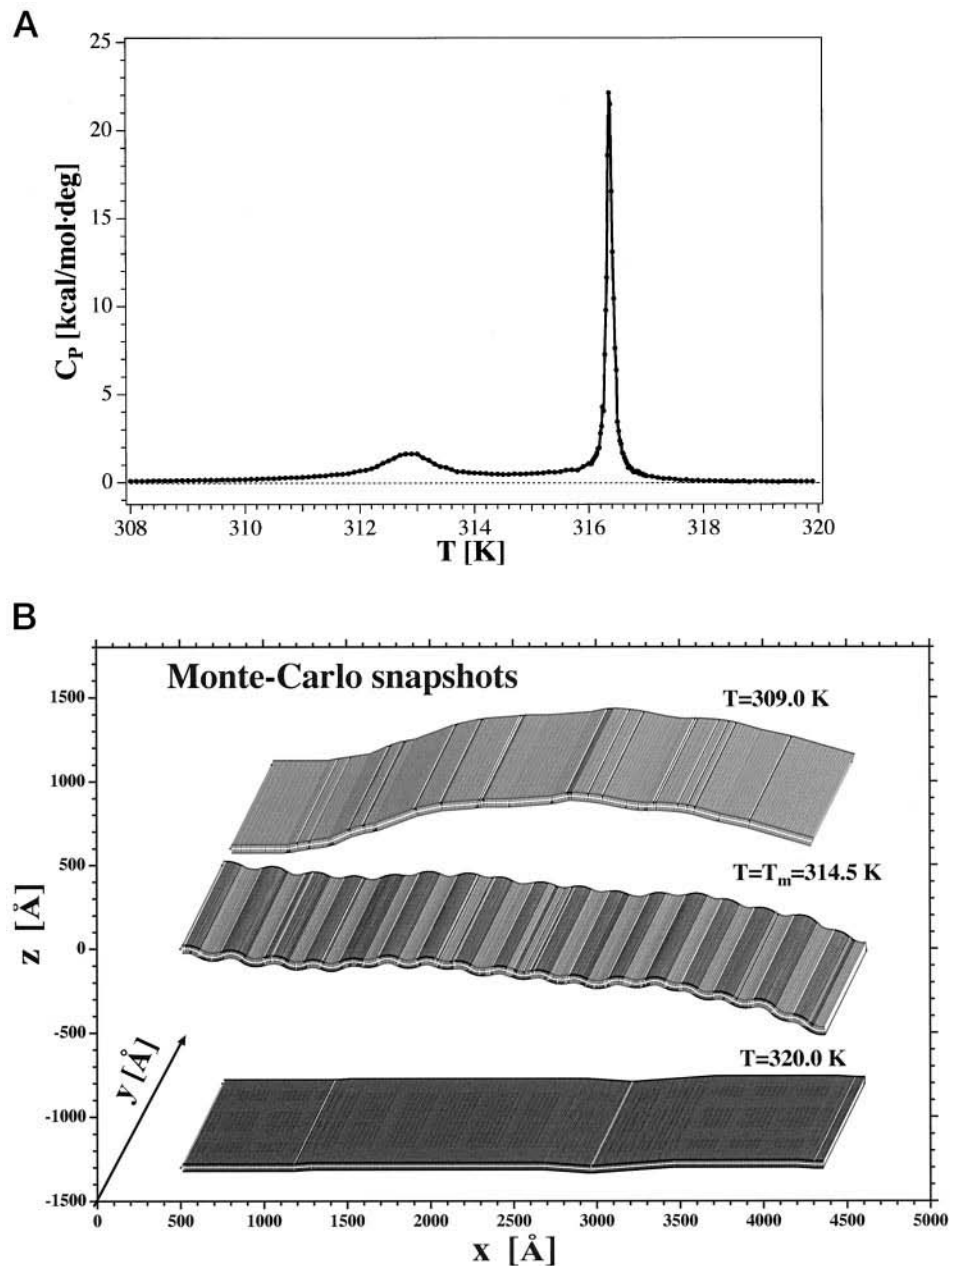 A
25
20
15
10
5
0
C_P [kcal/mol·deg]
308 310 312 314 316 318 320
T [K]
B
Monte-Carlo snapshots
T=309.0 K
T=T_m=314.5 K
T=320.0 K
1500
1000
500
0
-500
-1000
-1500
z [Å]
y [Å]
0 500 1000 1500 2000 2500 3000 3500 4000 4500 5000
x [Å]